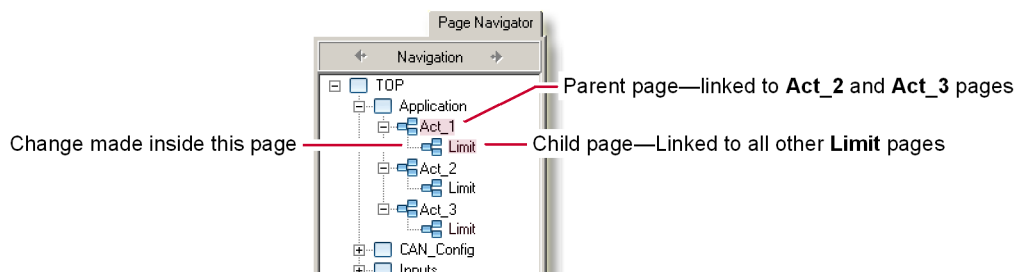 Page Navigator
Navigation
TOP
Parent page—linked to Act_2 and Act_3 pages
Application
Act_1
Change made inside this page
Limit
Child page—Linked to all other Limit pages
Act_2
Limit
Act_3
Limit
CAN_Config
Inputs